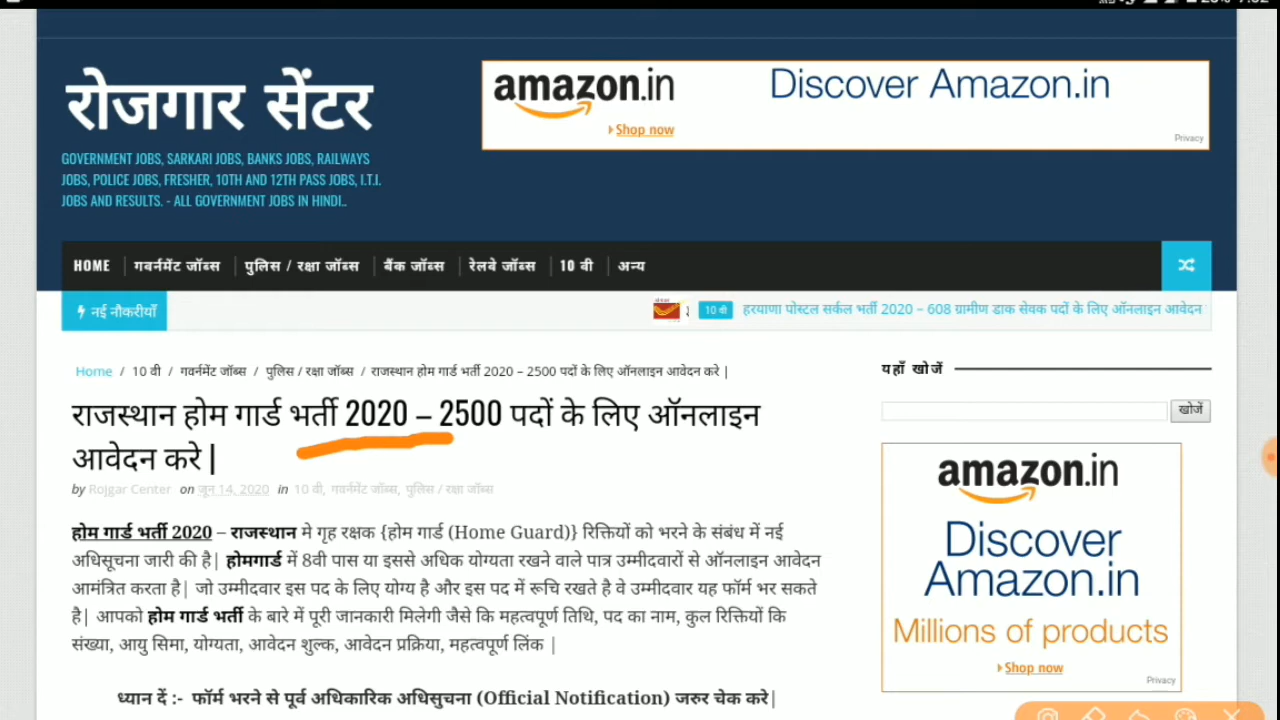 रोजगार सेंटर
GOVERNMENT JOBS, SARKARI JOBS, BANKS JOBS, RAILWAYS
JOBS, POLICE JOBS, FRESHER, 10TH AND 12TH PASS JOBS, I.T.I.
JOBS AND RESULTS. - ALL GOVERNMENT JOBS IN HINDI..
amazon.in
Shop now
Discover Amazon.in
Privacy
HOME गवर्नमेंट जॉब्स पुलिस / रक्षा जॉब्स बैंक जॉब्स रेलवे जॉब्स 10 वी अन्य
नई नौकरीयाँ
10 वी हरयाणा पोस्टल सर्कल भर्ती 2020 – 608 ग्रामीण डाक सेवक पदों के लिए ऑनलाइन आवेदन
Home / 10 वी / गवर्नमेंट जॉब्स / पुलिस / रक्षा जॉब्स / राजस्थान होम गार्ड भर्ती 2020 – 2500 पदों के लिए ऑनलाइन आवेदन करे |
राजस्थान होम गार्ड भर्ती 2020 – 2500 पदों के लिए ऑनलाइन
आवेदन करे |
by Rojgar Center on जून 14, 2020 in 10 वी, गवर्नमेंट जॉब्स, पुलिस / रक्षा जॉब्स
होम गार्ड भर्ती 2020 – राजस्थान मे गृह रक्षक {होम गार्ड (Home Guard)} रिक्तियों को भरने के संबंध में नई
अधिसूचना जारी की है| होमगार्ड में 8वी पास या इससे अधिक योग्यता रखने वाले पात्र उम्मीदवारों से ऑनलाइन आवेदन
आमंत्रित करता है| जो उम्मीदवार इस पद के लिए योग्य है और इस पद में रूचि रखते है वे उम्मीदवार यह फॉर्म भर सकते
है| आपको होम गार्ड भर्ती के बारे में पूरी जानकारी मिलेगी जैसे कि महत्वपूर्ण तिथि, पद का नाम, कुल रिक्तियों कि
संख्या, आयु सिमा, योग्यता, आवेदन शुल्क, आवेदन प्रक्रिया, महत्वपूर्ण लिंक |
ध्यान दें :- फॉर्म भरने से पूर्व अधिकारिक अधिसुचना (Official Notification) जरुर चेक करे|
यहाँ खोजें
खोजें
amazon.in
Discover
Amazon.in
Millions of products
Shop now
Privacy